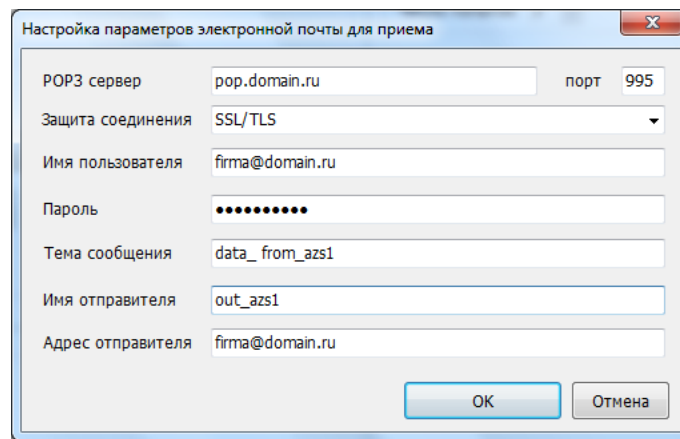 Настройка параметров электронной почты для приема
POP3 сервер pop.domain.ru порт 995
Защита соединения SSL/TLS
Имя пользователя firma@domain.ru
Пароль ●●●●●●●●●●
Тема сообщения data_ from_azs1
Имя отправителя out_azs1
Адрес отправителя firma@domain.ru
OK Отмена